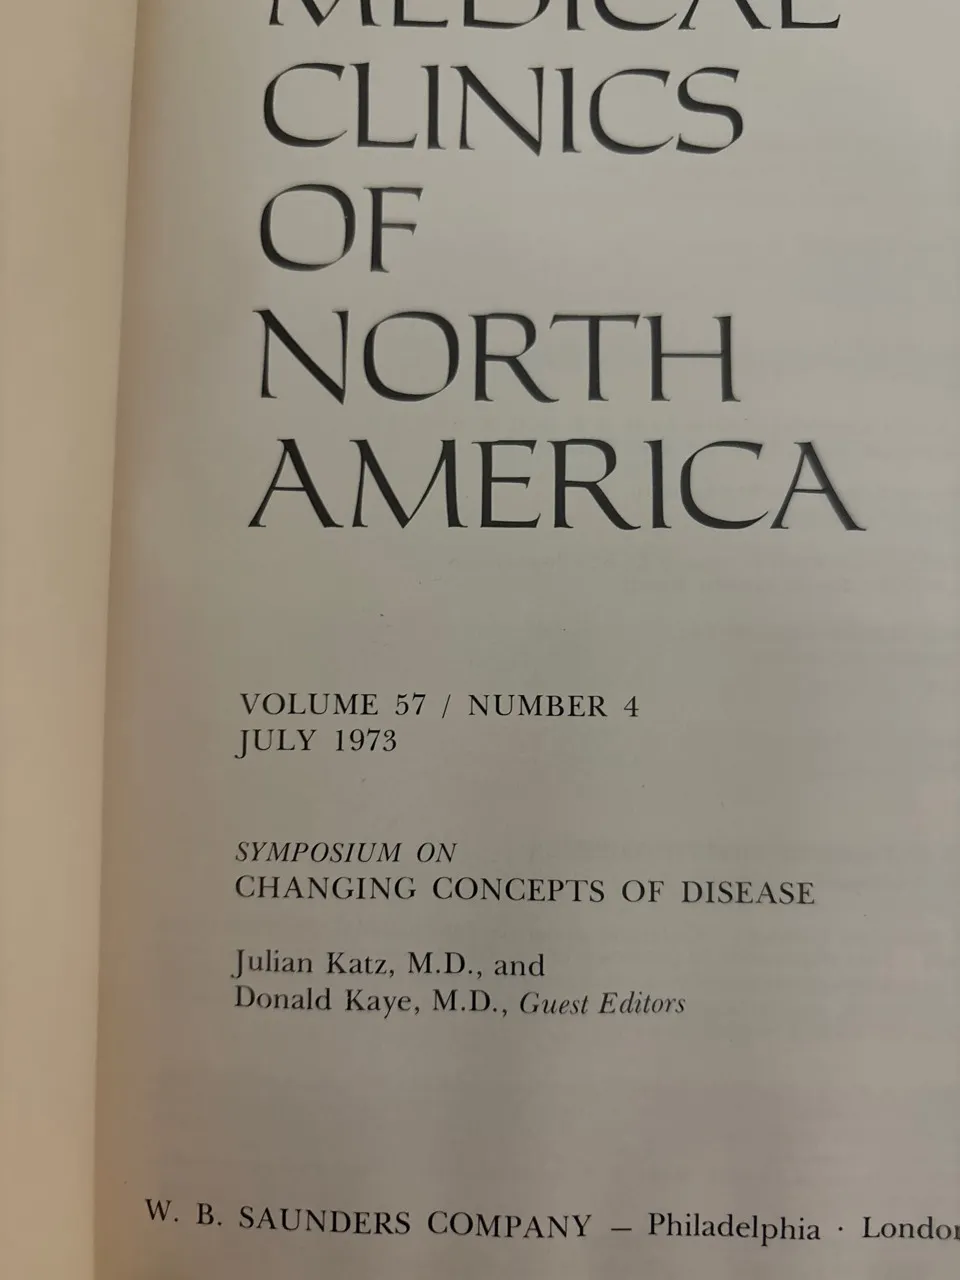 MEDICAL
CLINICS
OF
NORTH
AMERICA
VOLUME 57 / NUMBER 4
JULY 1973
SYMPOSIUM ON
CHANGING CONCEPTS OF DISEASE
Julian Katz, M.D., and
Donald Kaye, M.D., Guest Editors
W. B. SAUNDERS COMPANY — Philadelphia · London